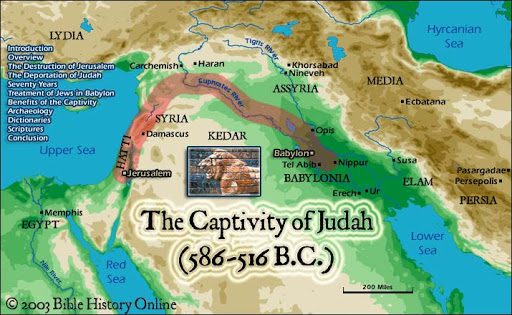 LYDIA
Hyrcanian
Sea
Introduction
Overview
The Destruction of Jerusalem
The Deportation of Judah
Seventy Years
Treatment of Jews in Babylon
Benefits of the Captivity
Archaeology
Dictionaries
Scriptures
Conclusion
Carchemish
Haran
Tigris River
Khorsabad
Nineveh
ASSYRIA
MEDIA
Ecbatana
Euphrates River
SYRIA
HATTI
Damascus
KEDAR
Opis
Upper Sea
Babylon
Tel Abib
Nippur
Susa
Jerusalem
BABYLONIA
Erech
Ur
ELAM
Pasargadae
Persepolis
PERSIA
Memphis
EGYPT
The Captivity of Judah
(586-516 B.C.)
Lower
Sea
Nile River
Red
Sea
200 Miles
© 2003 Bible History Online